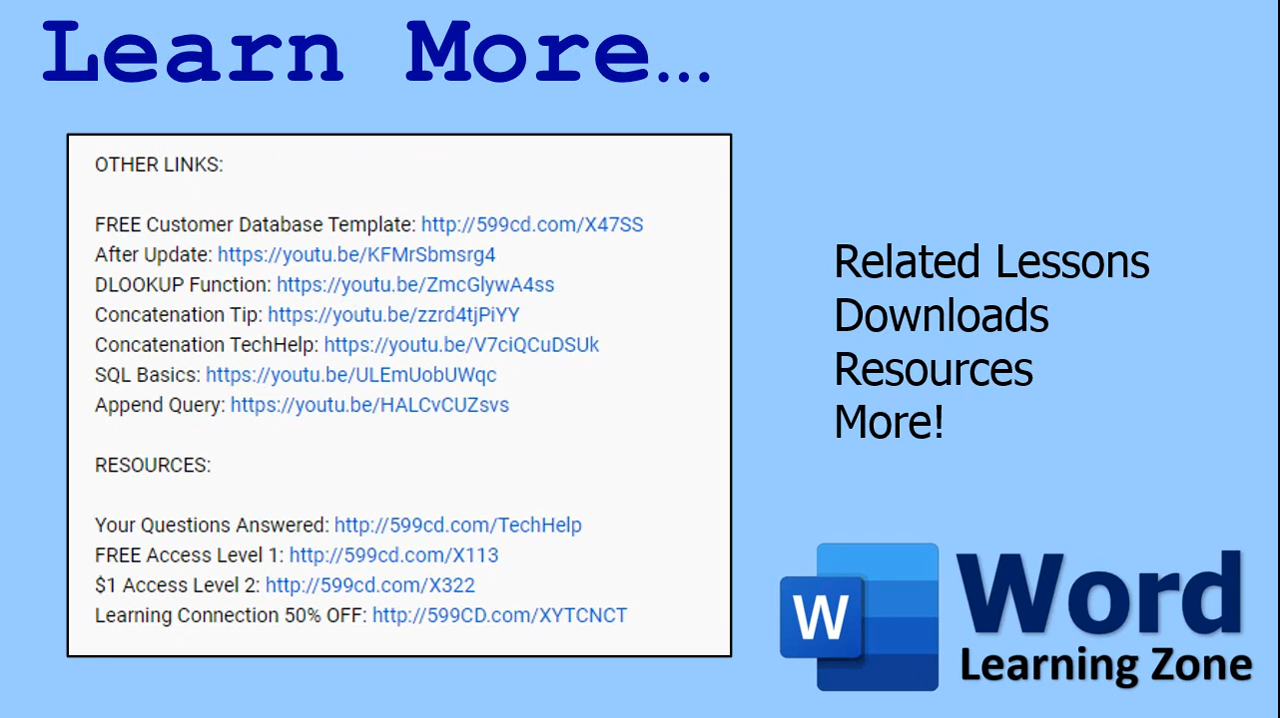 Learn More...
OTHER LINKS:
FREE Customer Database Template: http://599cd.com/X47SS
After Update: https://youtu.be/KFMrSbmsrg4
DLOOKUP Function: https://youtu.be/ZmcGlywA4ss
Concatenation Tip: https://youtu.be/zzrd4tjPiYY
Concatenation TechHelp: https://youtu.be/V7ciQCuDSUk
SQL Basics: https://youtu.be/ULEmUobUWqc
Append Query: https://youtu.be/HALCvCUZsvs
RESOURCES:
Your Questions Answered: http://599cd.com/TechHelp
FREE Access Level 1: http://599cd.com/X113
$1 Access Level 2: http://599cd.com/X322
Learning Connection 50% OFF: http://599CD.com/XYTCNCT
Related Lessons
Downloads
Resources
More!
W
Word
Learning Zone